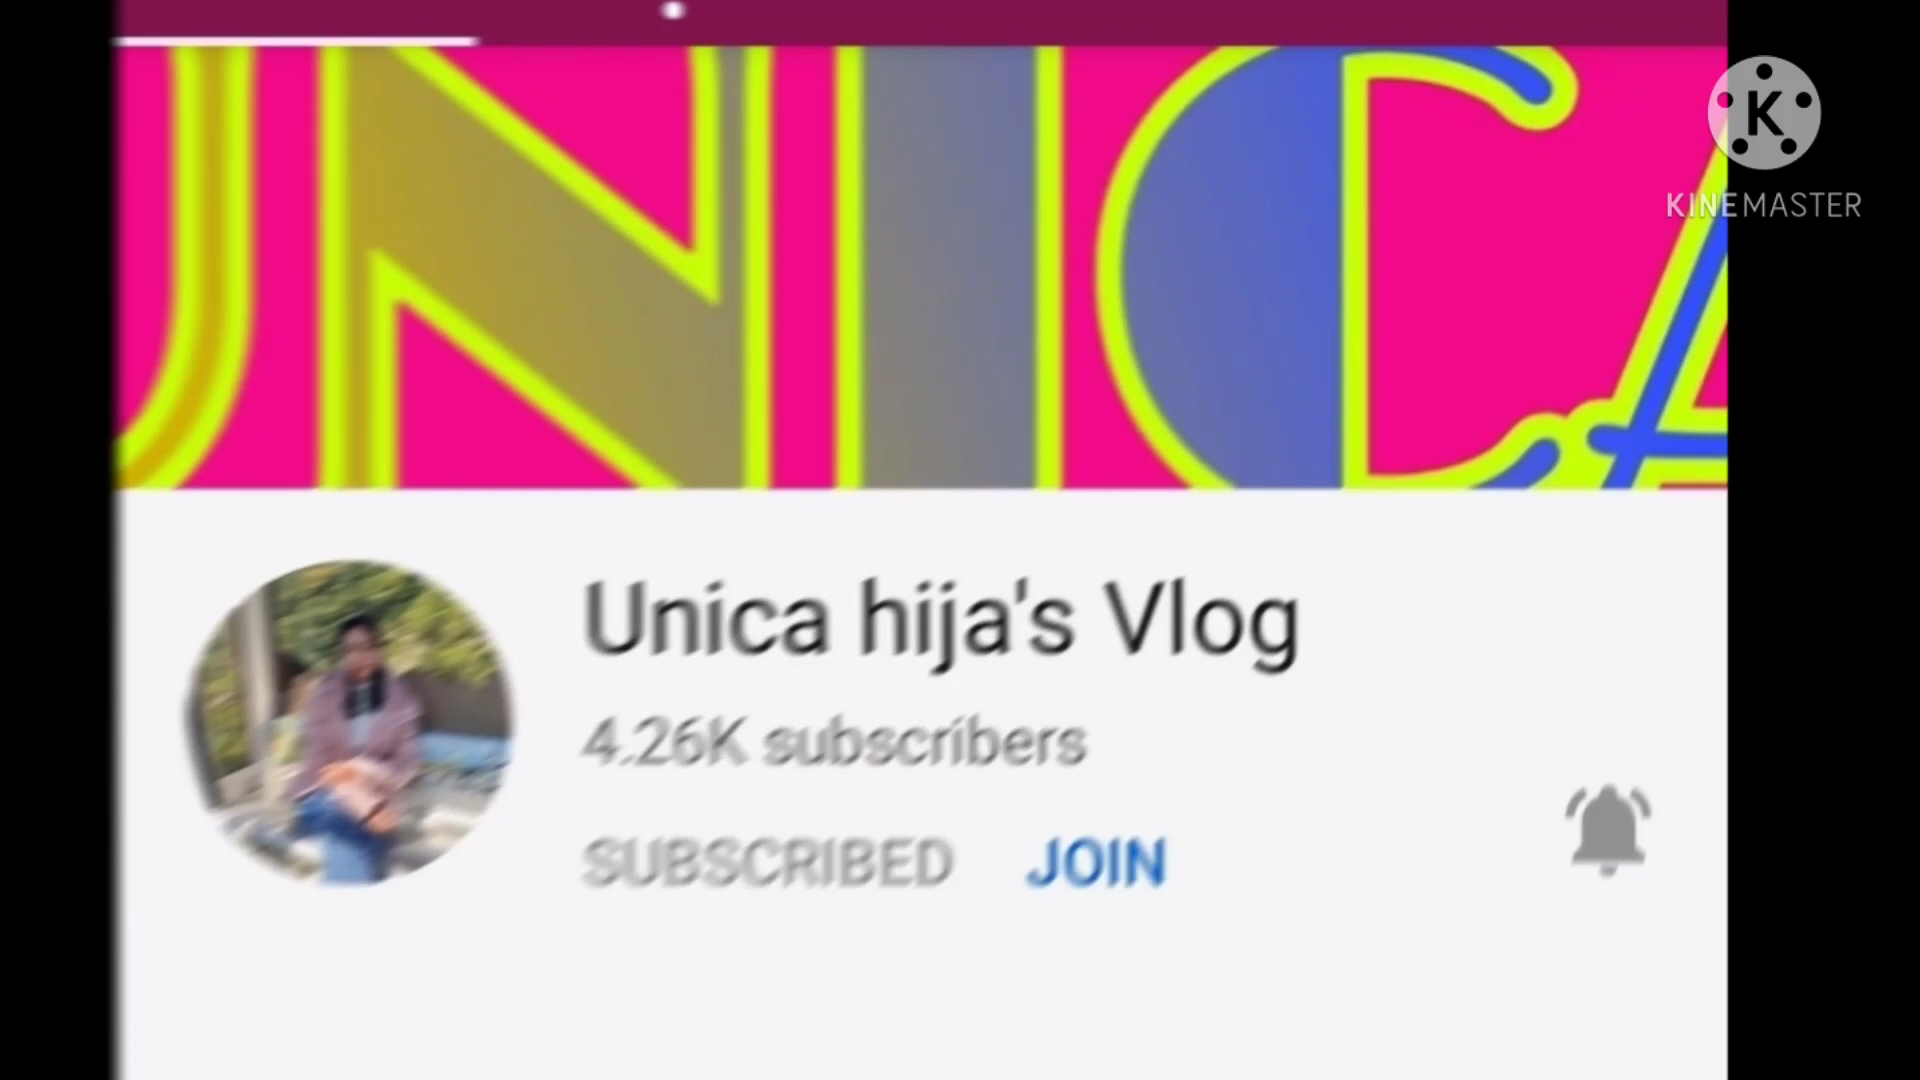 UNICA
K
KINEMASTER
Unica hija's Vlog
4.26K subscribers
SUBSCRIBED JOIN